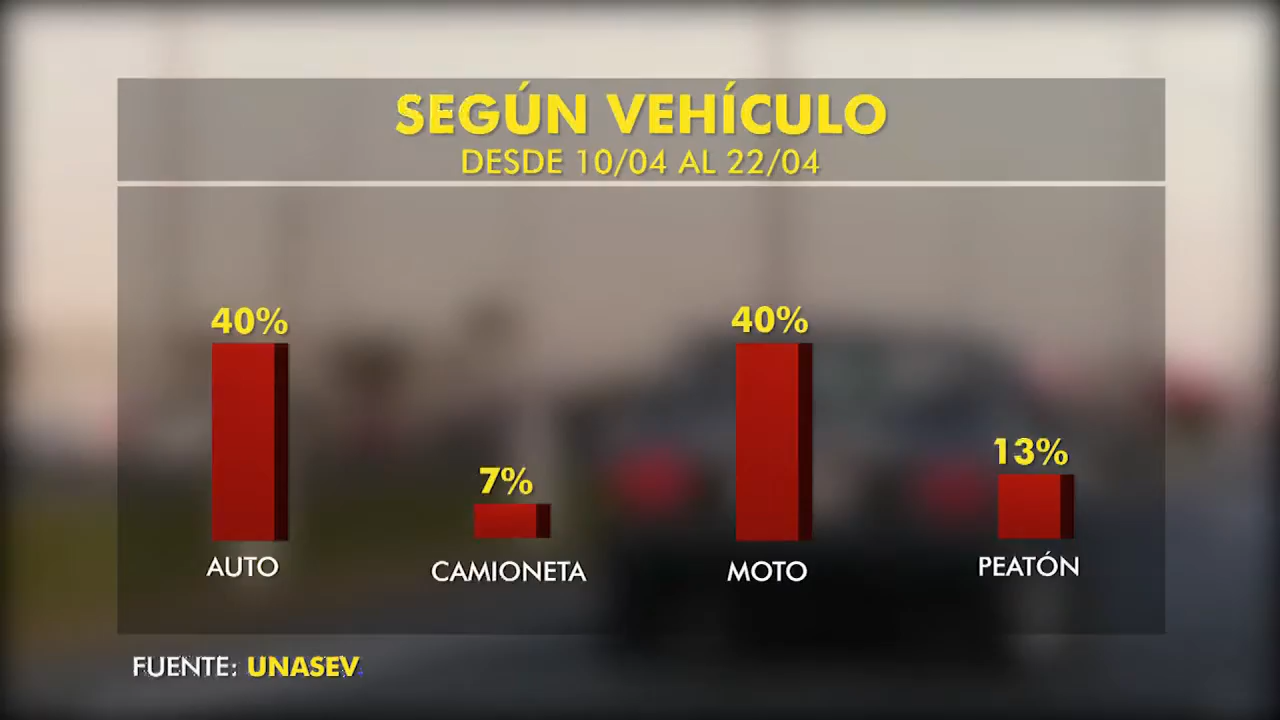 SEGÚN VEHÍCULO
DESDE 10/04 AL 22/04
40%
7%
40%
13%
AUTO
CAMIONETA
MOTO
PEATÓN
FUENTE: UNASEV